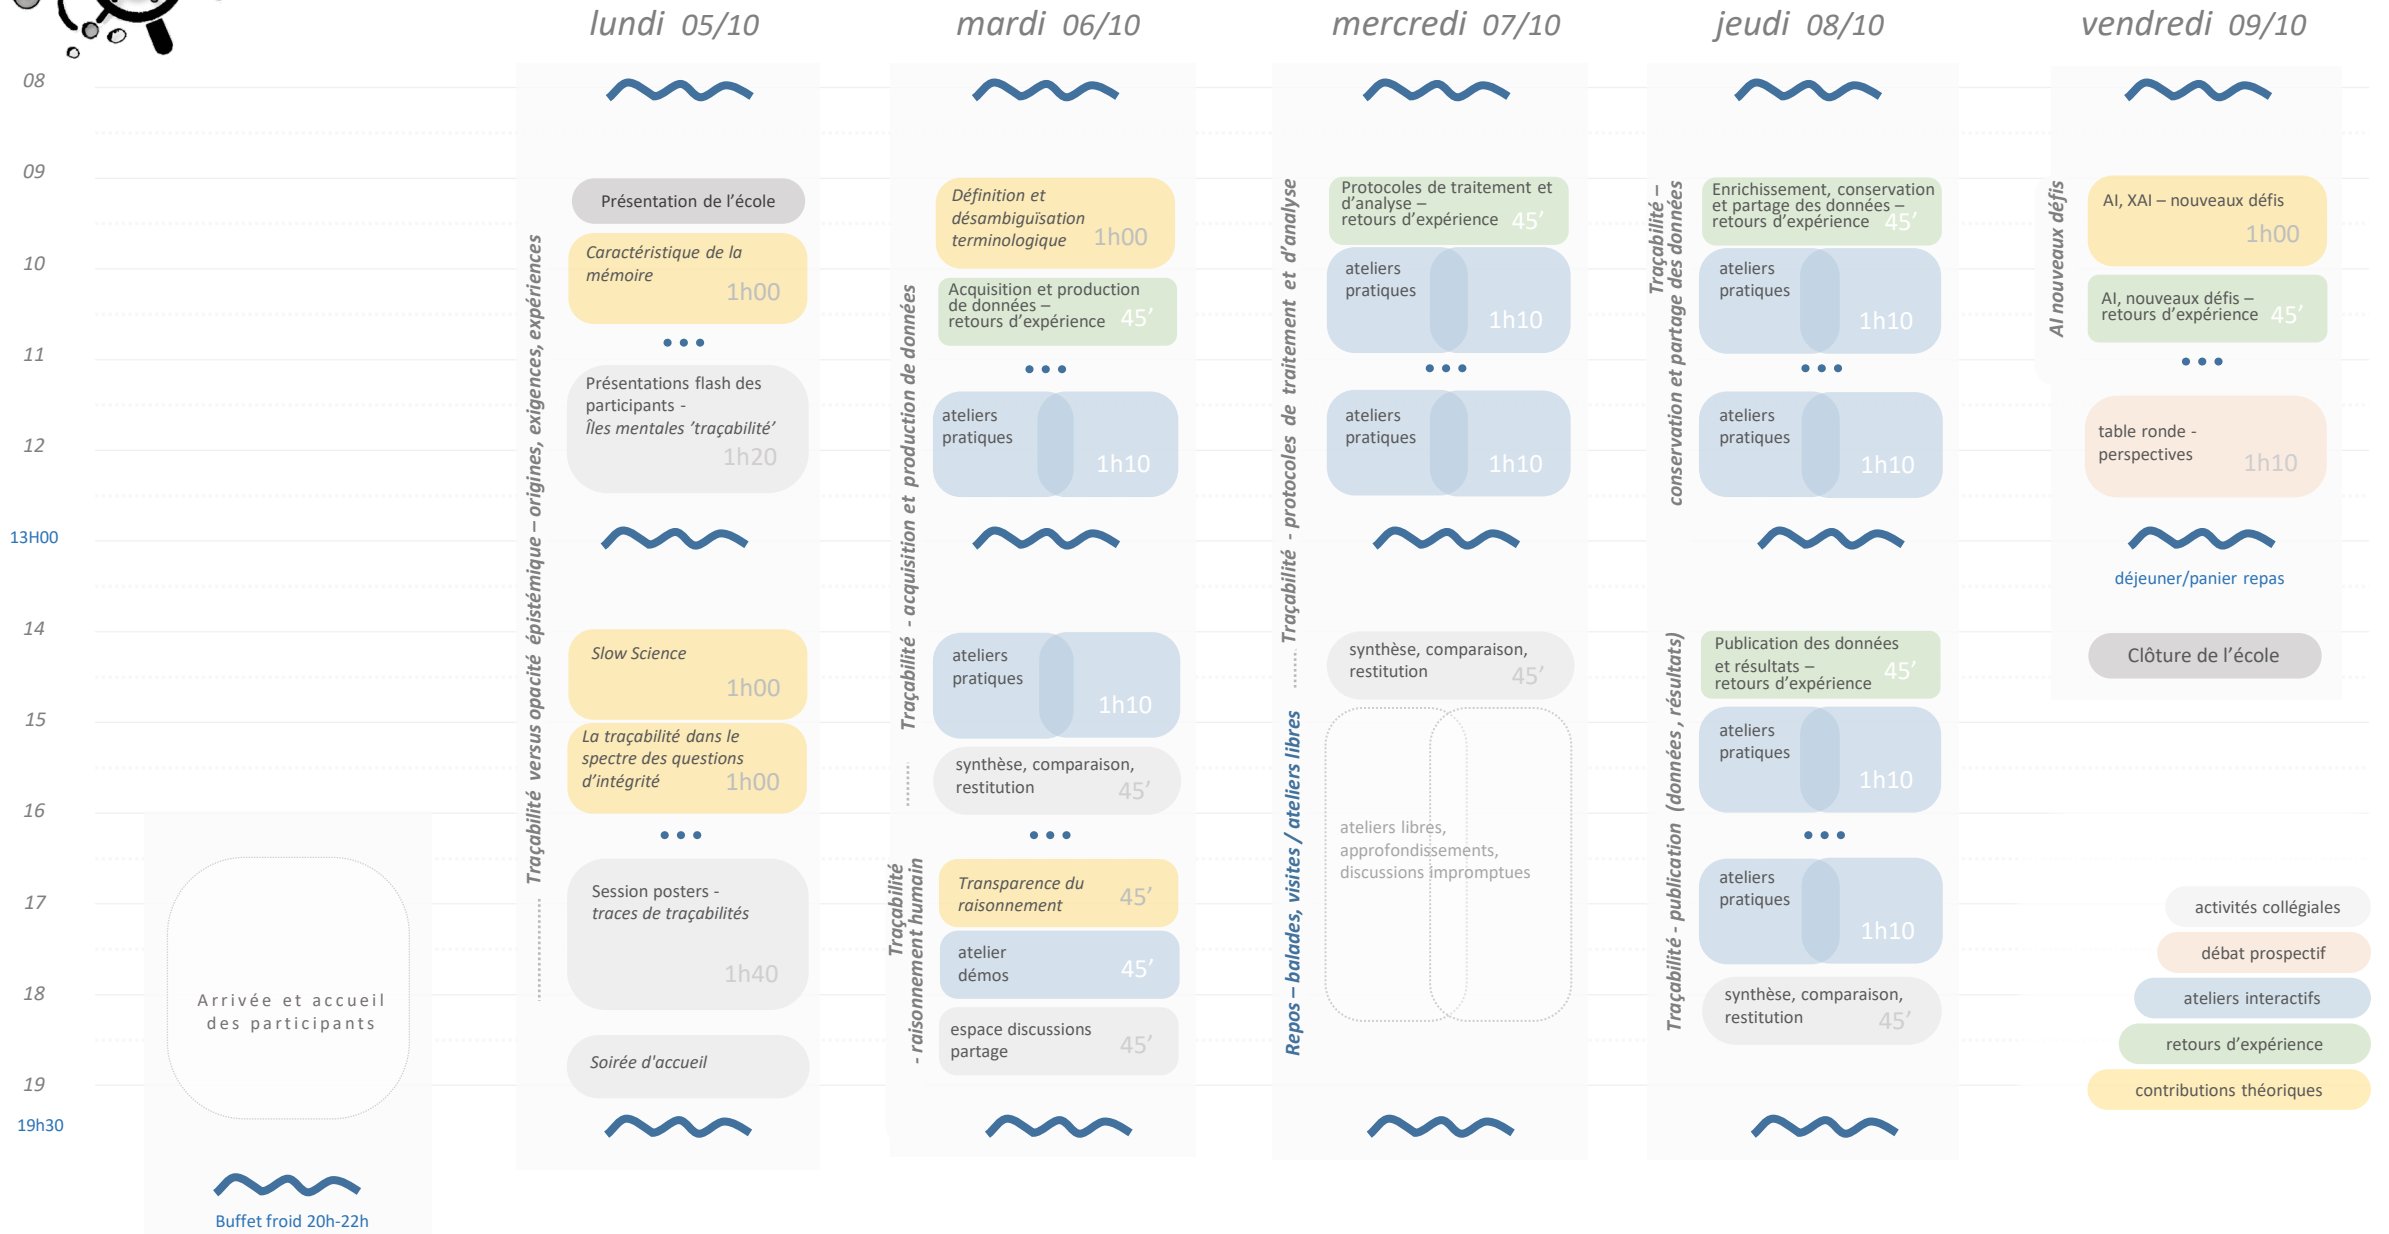 lundi 05/10
mardi 06/10
mercredi 07/10
jeudi 08/10
vendredi 09/10
08
09
10
11
12
13H00
14
15
16
17
18
19
19h30
Arrivée et accueil
des participants
Buffet froid 20h-22h
Traçabilité versus opacité épistémique – origines, exigences, expériences
Présentation de l’école
Caractéristique de la
mémoire
1h00
Présentations flash des
participants -
Îles mentales ’traçabilité’
1h20
Slow Science
1h00
La traçabilité dans le
spectre des questions
d’intégrité
1h00
Session posters -
traces de traçabilités
1h40
Soirée d'accueil
Traçabilité - acquisition et production de données
Définition et
désambiguïsation
terminologique
1h00
Acquisition et production
de données –
retours d’expérience
45’
ateliers
pratiques
1h10
ateliers
pratiques
1h10
synthèse, comparaison,
restitution
45’
Traçabilité
- raisonnement humain
Transparence du
raisonnement
45’
atelier
démos
45’
espace discussions
partage
45’
Traçabilité - protocoles de traitement et d’analyse
Protocoles de traitement et
d’analyse –
retours d’expérience
45’
ateliers
pratiques
1h10
ateliers
pratiques
1h10
synthèse, comparaison,
restitution
45’
Repos – balades, visites / ateliers libres
ateliers libres,
approfondissements,
discussions impromptues
Traçabilité –
conservation et partage des données
Enrichissement, conservation
et partage des données –
retours d’expérience
45’
ateliers
pratiques
1h10
ateliers
pratiques
1h10
Traçabilité - publication (données , résultats)
Publication des données
et résultats –
retours d’expérience
45’
ateliers
pratiques
1h10
ateliers
pratiques
1h10
synthèse, comparaison,
restitution
45’
AI nouveaux défis
AI, XAI – nouveaux défis
1h00
AI, nouveaux défis –
retours d’expérience
45’
table ronde -
perspectives
1h10
déjeuner/panier repas
Clôture de l’école
activités collégiales
débat prospectif
ateliers interactifs
retours d’expérience
contributions théoriques